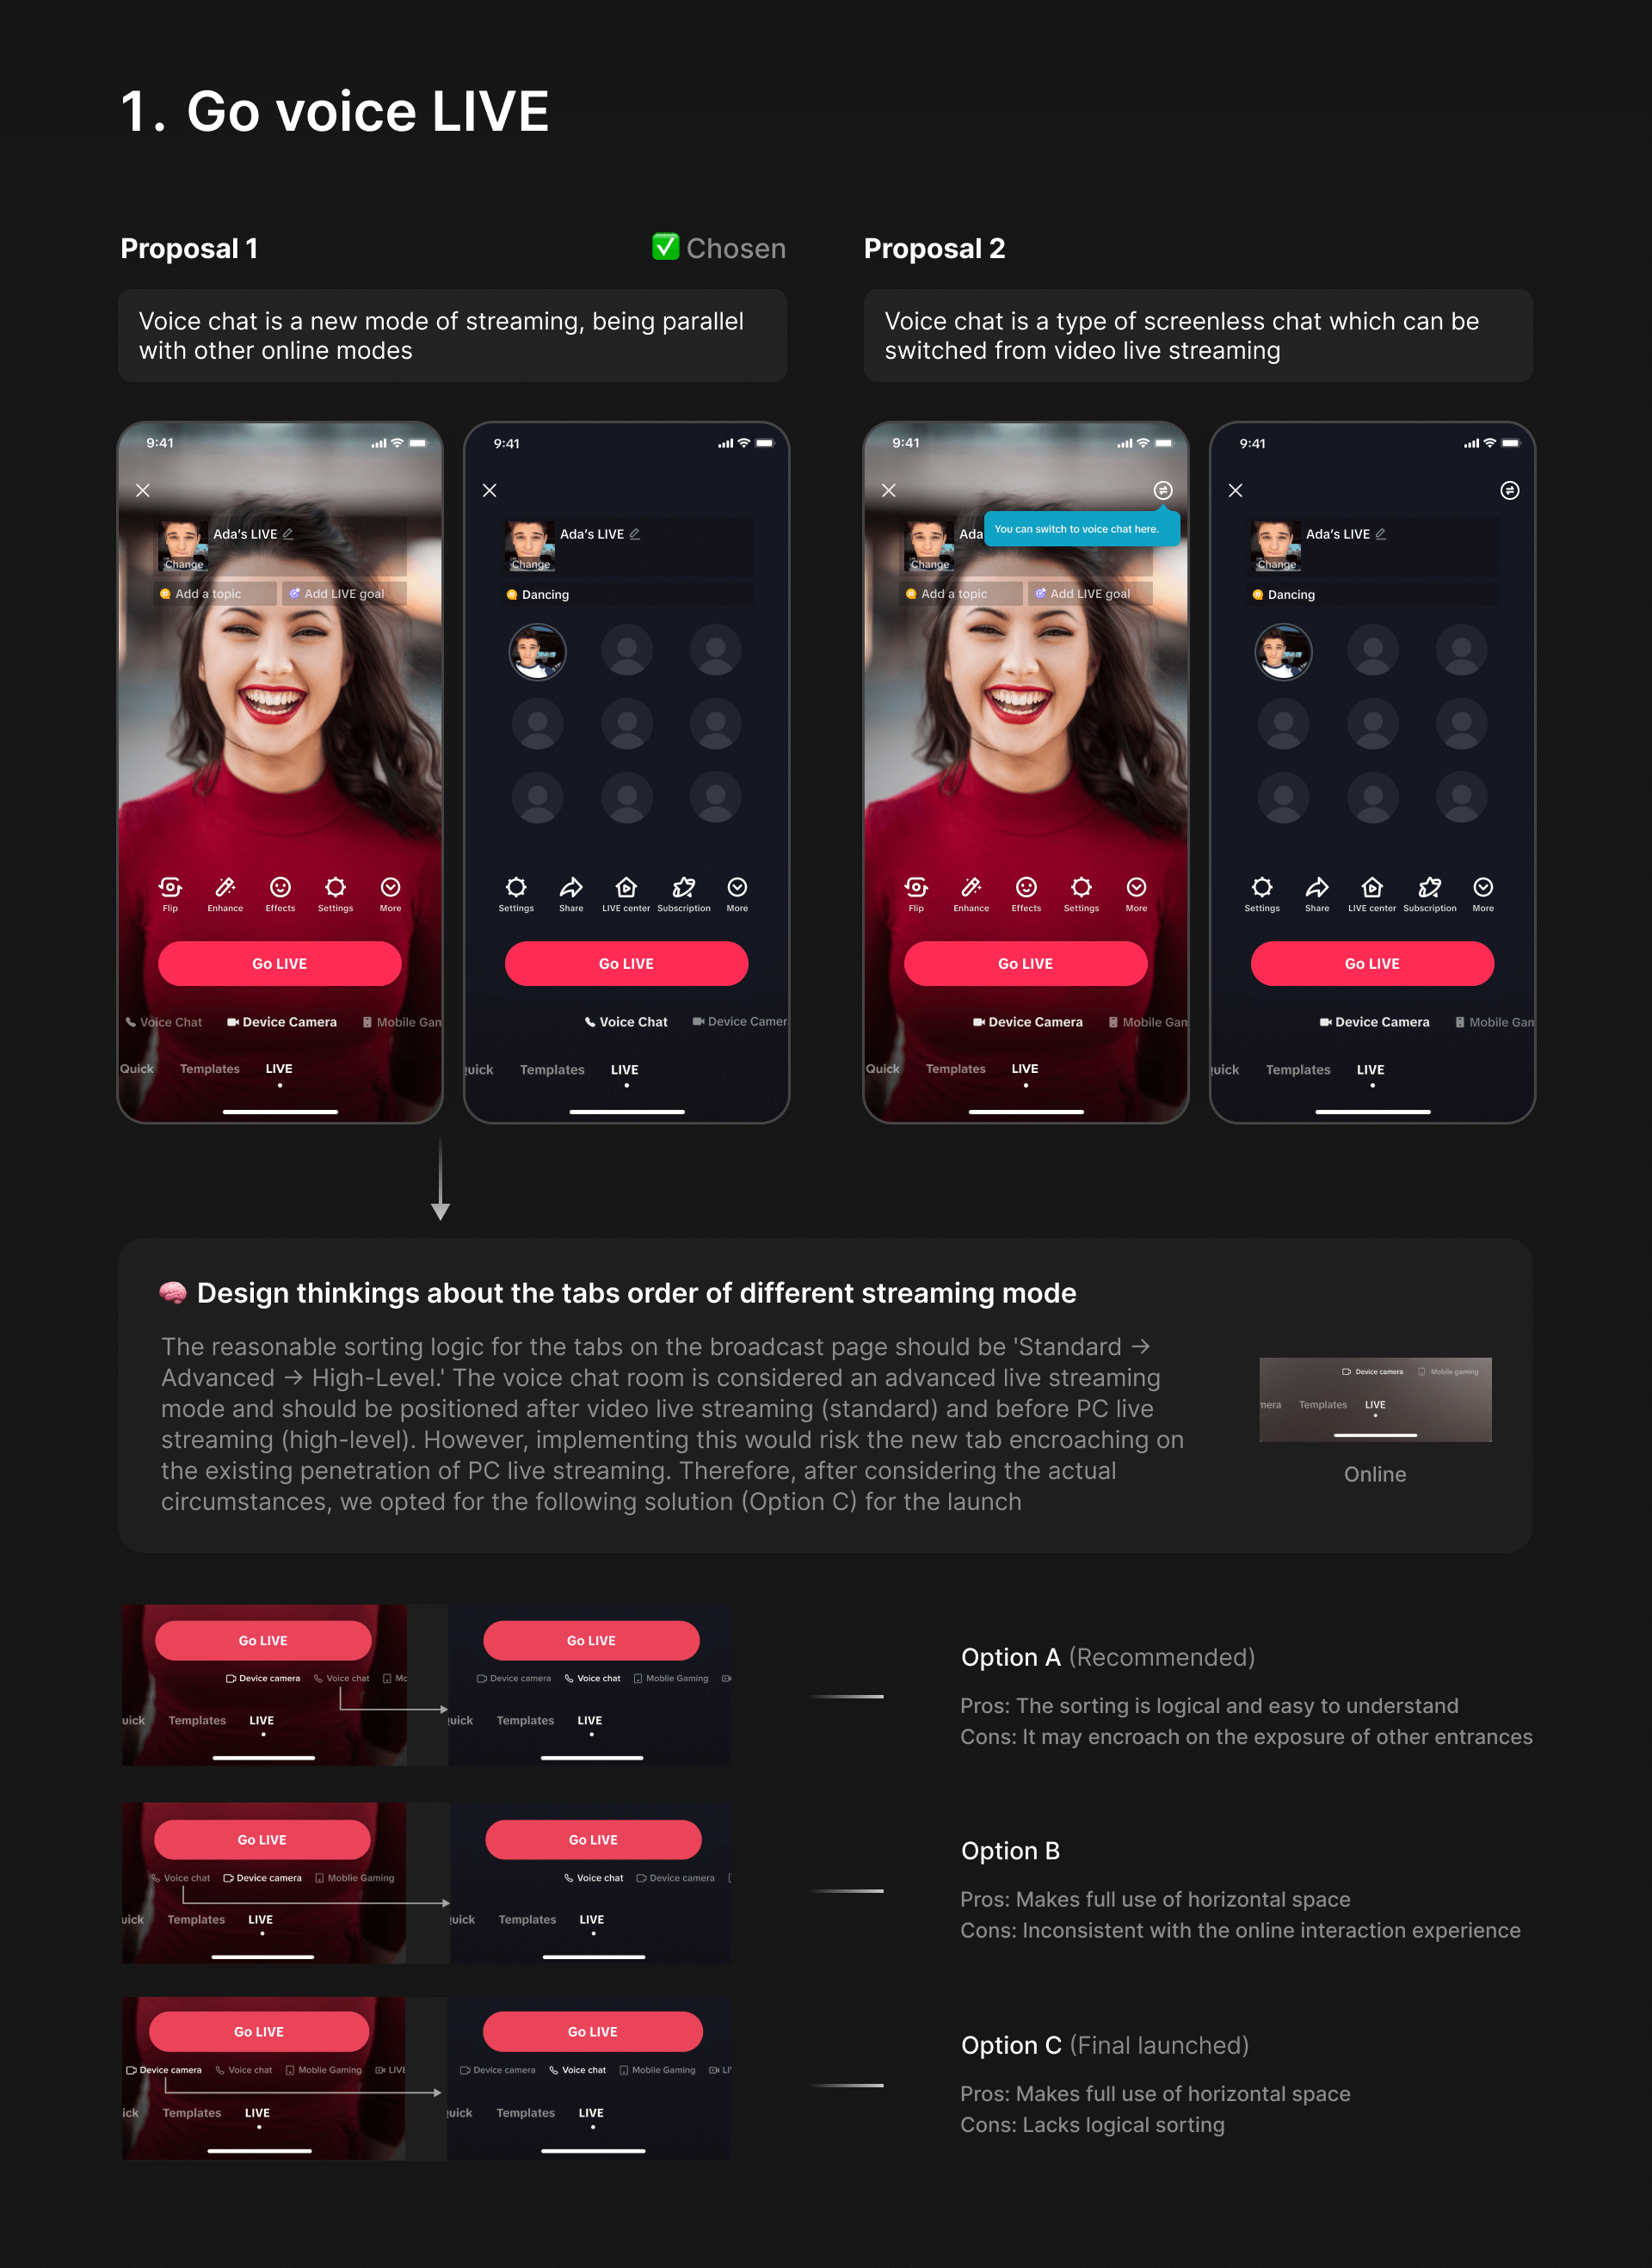 1. Go voice LIVE
Proposal 1
✅ Chosen
Voice chat is a new mode of streaming, being parallel
with other online modes
9:41
Ada's LIVE
Change
Add a topic
Add LIVE goal
Flip
Enhance
Effects
Settings
More
Go LIVE
Voice Chat
Device Camera
Mobile Gam
Quick
Templates
LIVE
9:41
Ada's LIVE
Change
Dancing
Settings
Share
LIVE center
Subscription
More
Go LIVE
Voice Chat
Device Camer
uick
Templates
LIVE
Proposal 2
Voice chat is a type of screenless chat which can be
switched from video live streaming
9:41
Ada
You can switch to voice chat here.
Change
Add a topic
Add LIVE goal
Flip
Enhance
Effects
Settings
More
Go LIVE
Device Camera
Mobile Gam
Quick
Templates
LIVE
9:41
Ada's LIVE
Change
Dancing
Settings
Share
LIVE center
Subscription
More
Go LIVE
Device Camera
Mobile Gam
uick
Templates
LIVE
🧠 Design thinkings about the tabs order of different streaming mode
The reasonable sorting logic for the tabs on the broadcast page should be 'Standard →
Advanced → High-Level.' The voice chat room is considered an advanced live streaming
mode and should be positioned after video live streaming (standard) and before PC live
streaming (high-level). However, implementing this would risk the new tab encroaching on
the existing penetration of PC live streaming. Therefore, after considering the actual
circumstances, we opted for the following solution (Option C) for the launch
Device camera
Mobile gaming
mera
Templates
LIVE
Online
Go LIVE
Device camera
Voice chat
Mo
uick
Templates
LIVE
Go LIVE
Device camera
Voice chat
Moblie Gaming
uick
Templates
LIVE
Option A (Recommended)
Pros: The sorting is logical and easy to understand
Cons: It may encroach on the exposure of other entrances
Go LIVE
Voice chat
Device camera
Moblie Gaming
uick
Templates
LIVE
Go LIVE
Voice chat
Device camera
uick
Templates
LIVE
Option B
Pros: Makes full use of horizontal space
Cons: Inconsistent with the online interaction experience
Go LIVE
Device camera
Voice chat
Moblie Gaming
LIVE
ick
Templates
LIVE
Go LIVE
Device camera
Voice chat
Moblie Gaming
LIV
uick
Templates
LIVE
Option C (Final launched)
Pros: Makes full use of horizontal space
Cons: Lacks logical sorting